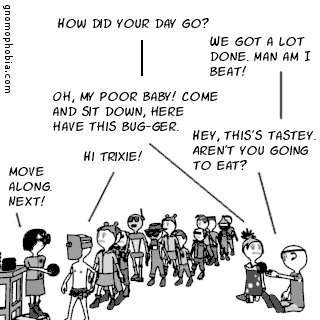 gnomophobia.com
HOW DID YOUR DAY GO?
WE GOT A LOT
DONE. MAN AM I
BEAT!
OH, MY POOR BABY! COME
AND SIT DOWN, HERE
HAVE THIS BUG-GER.
HEY, THIS'S TASTEY.
AREN'T YOU GOING
TO EAT?
HI TRIXIE!
MOVE
ALONG.
NEXT!